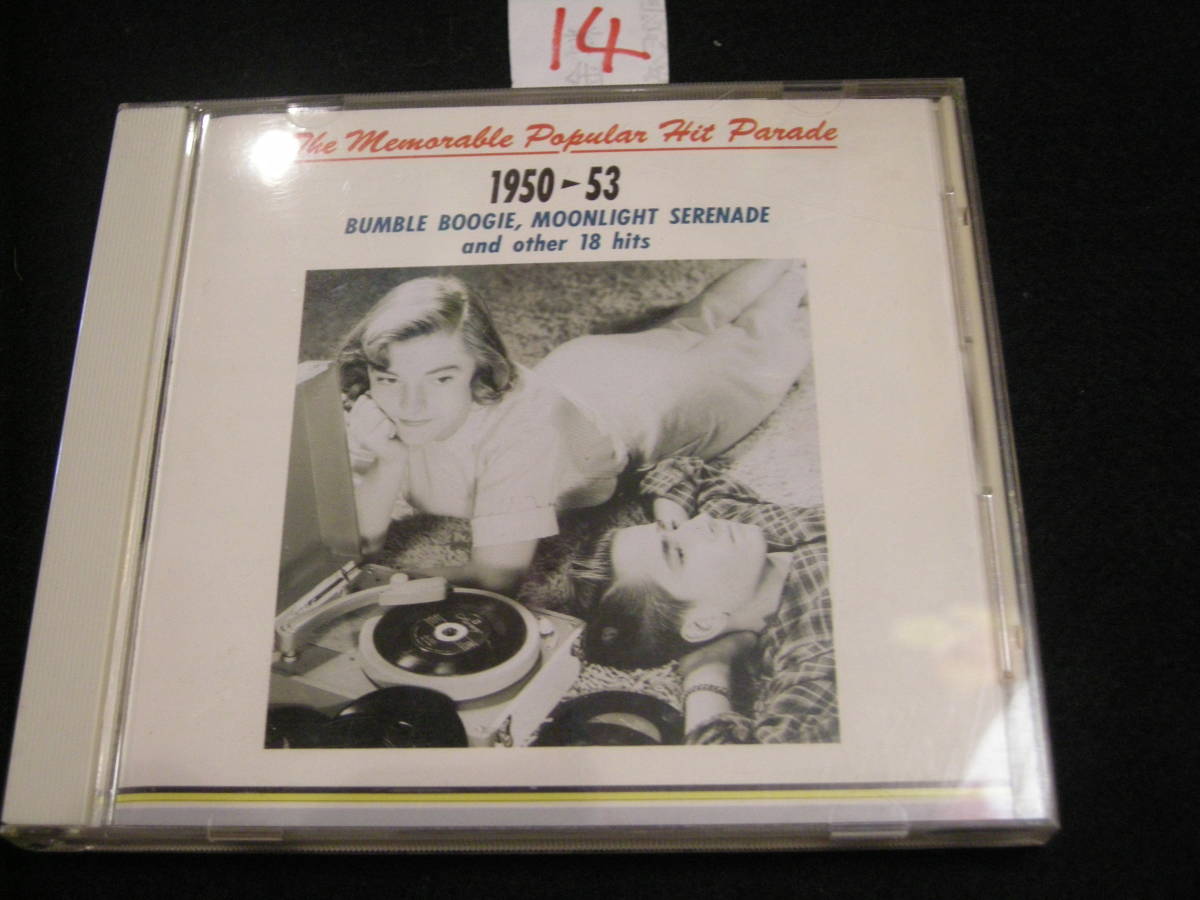 14
The Memorable Popular Hit Parade
1950►53
BUMBLE BOOGIE, MOONLIGHT SERENADE
and other 18 hits